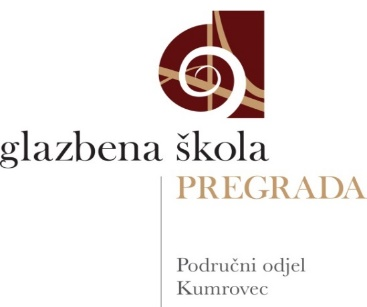 glazbena škola
PREGRADA
Područni odjel
Kumrovec